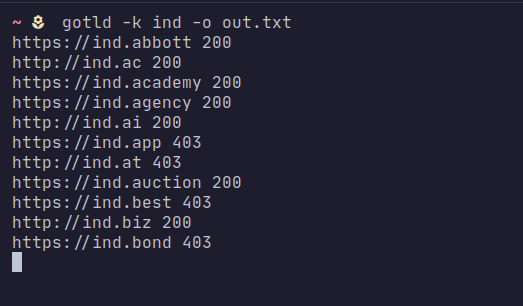 ~ gotld -k ind -o out.txt
https://ind.abbott 200
http://ind.ac 200
https://ind.academy 200
https://ind.agency 200
http://ind.ai 200
https://ind.app 403
https://ind.at 403
https://ind.auction 200
https://ind.best 403
http://ind.biz 200
https://ind.bond 403